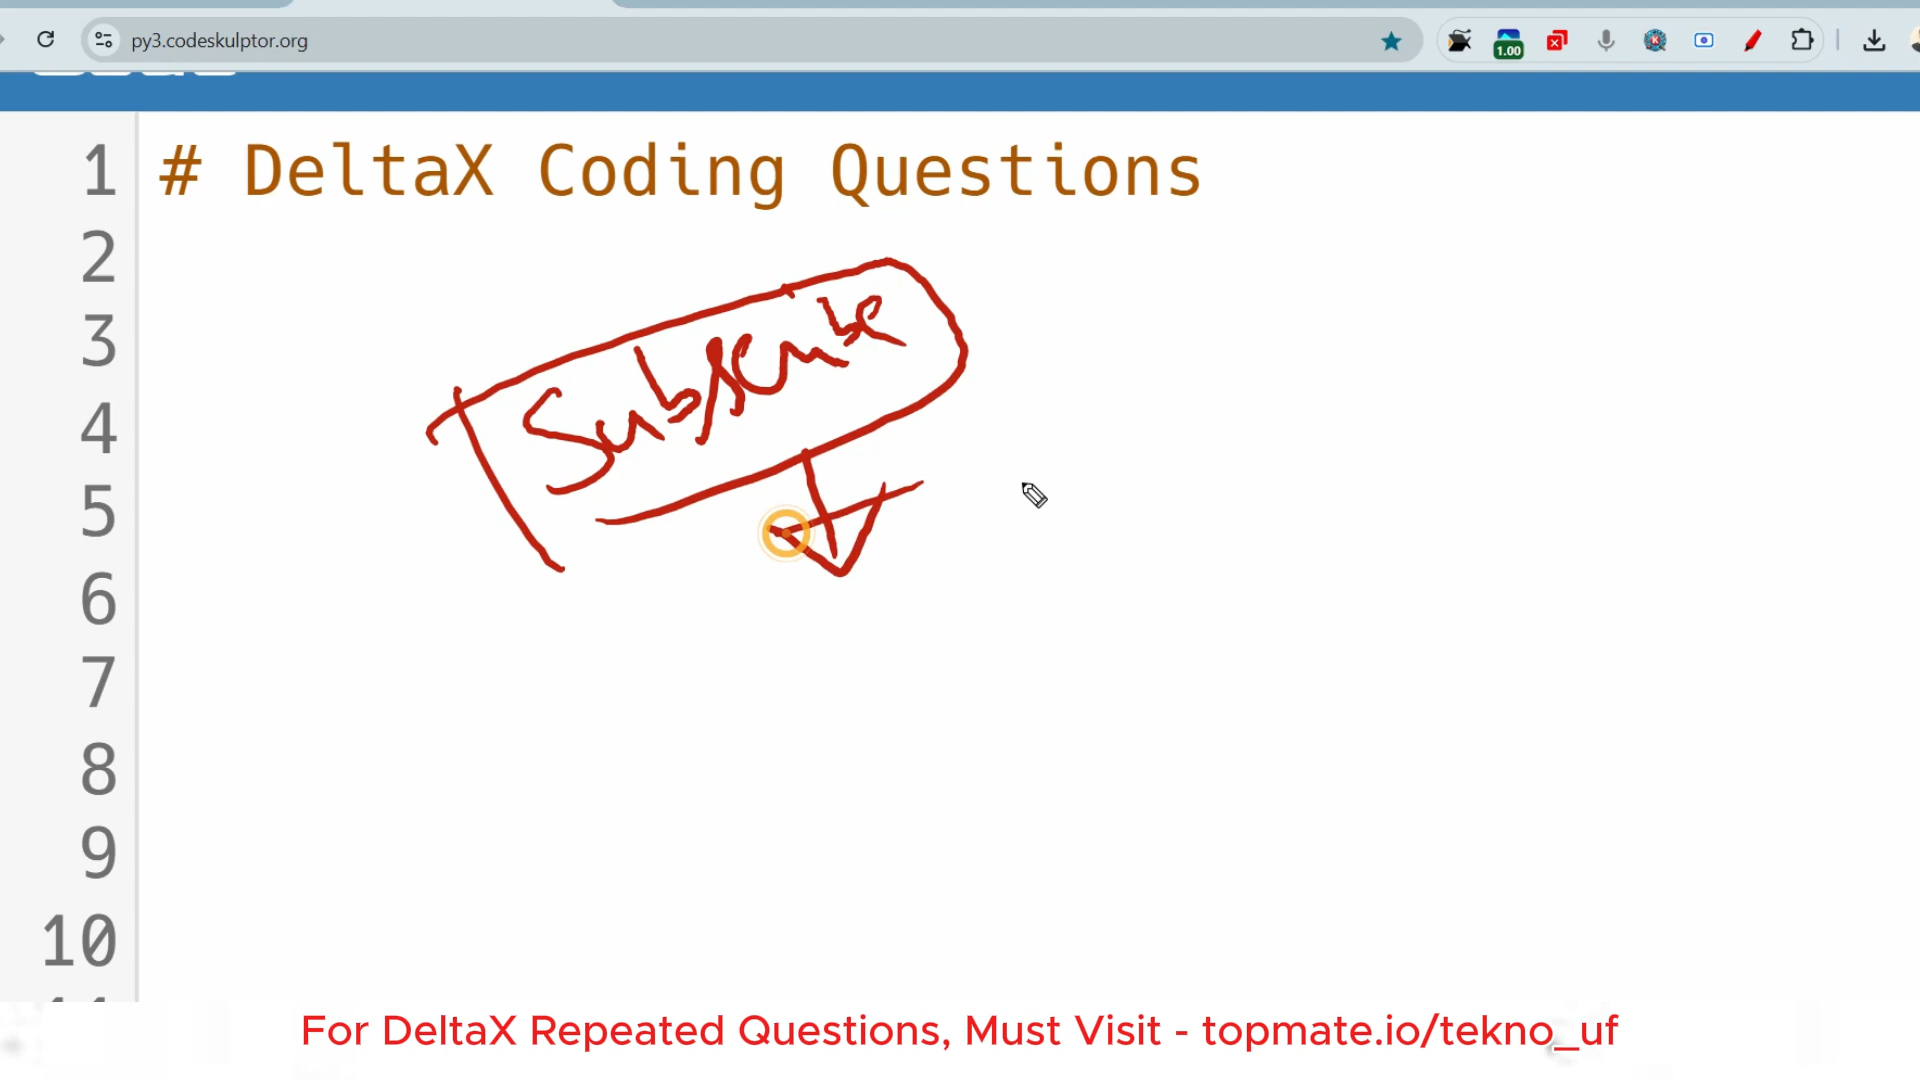 py3.codeskulptor.org
1.00
1 # DeltaX Coding Questions
2
3
Subscribe
4
5
6
7
8
9
10
For DeltaX Repeated Questions, Must Visit - topmate.io/tekno_uf